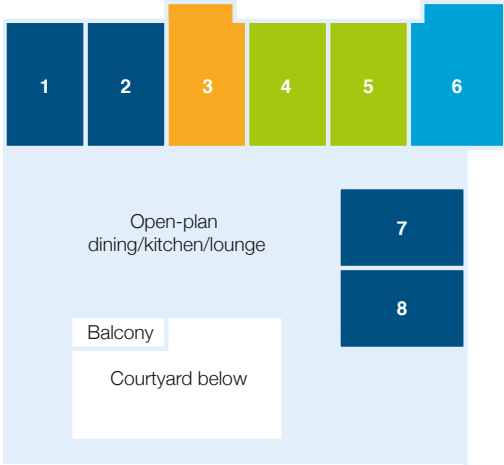 1 2 3 4 5 6
Open-plan
dining/kitchen/lounge
7
8
Balcony
Courtyard below